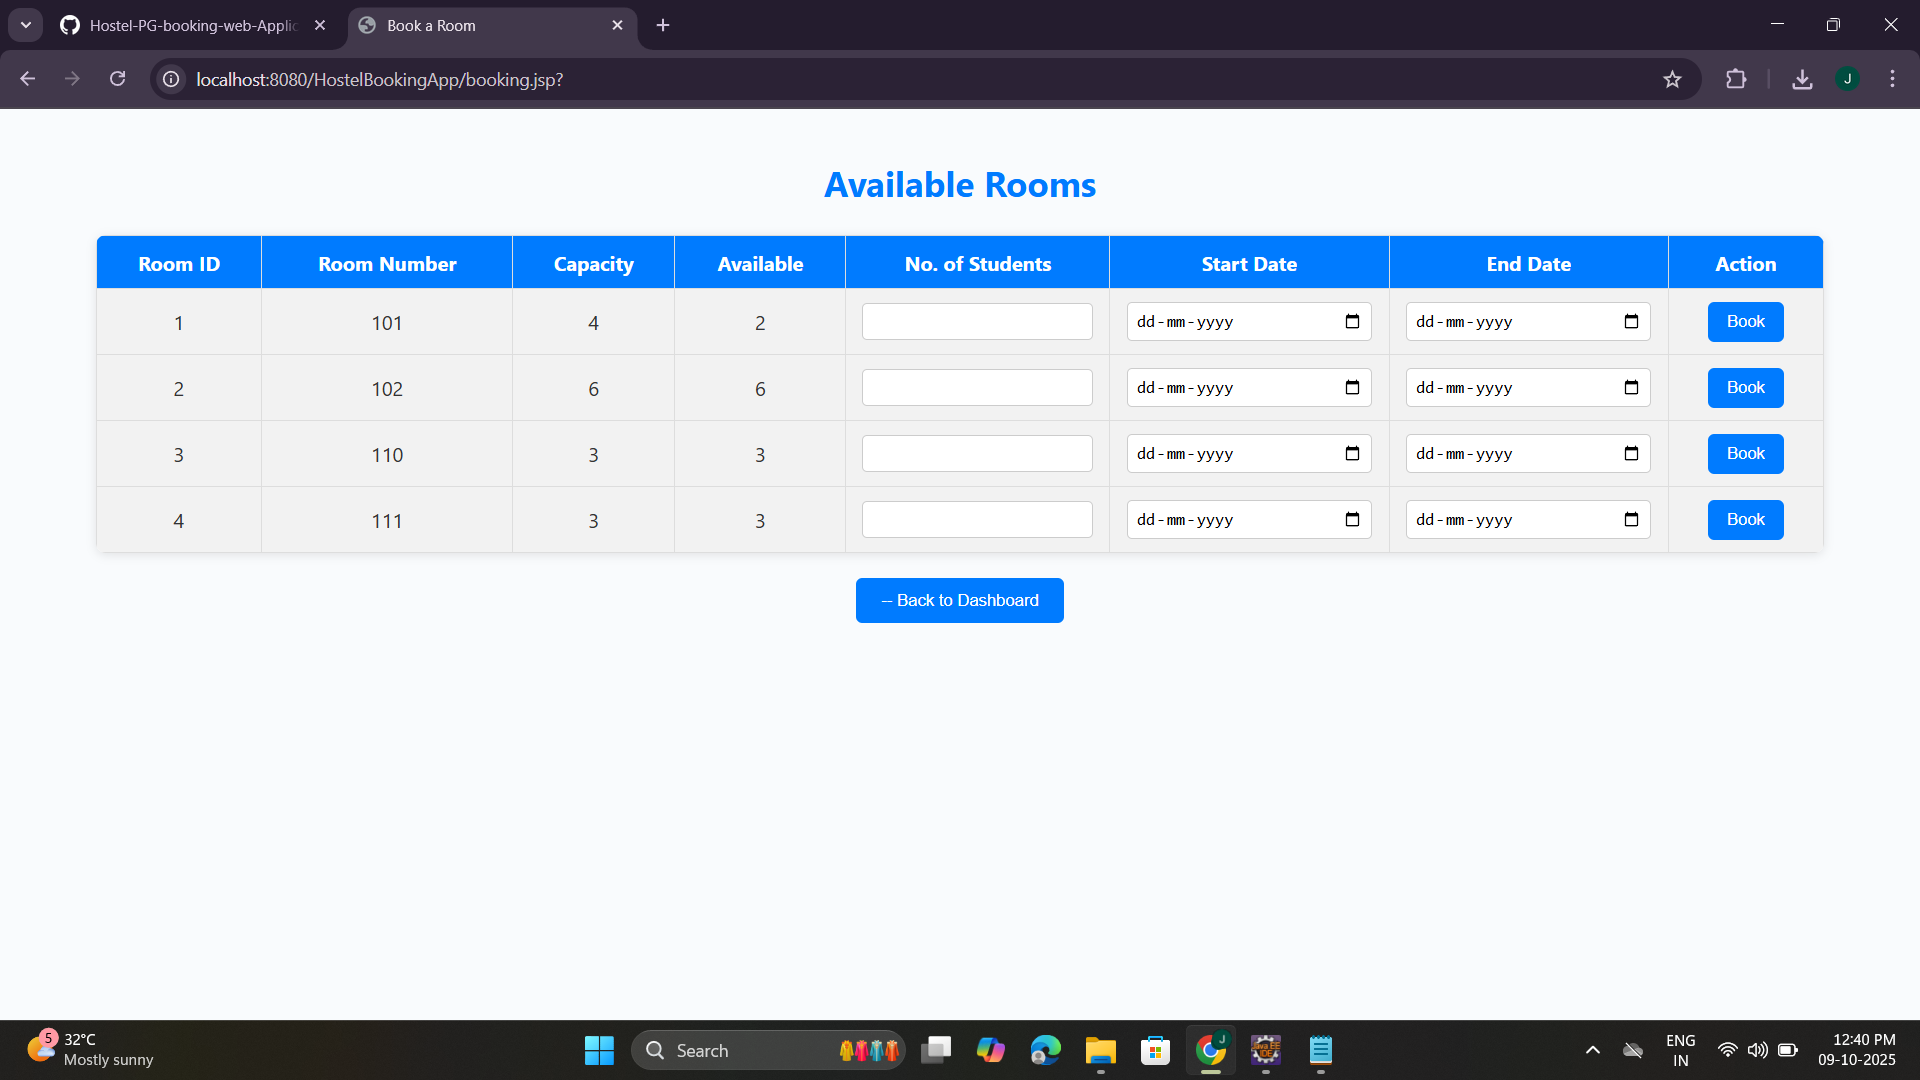 Hostel-PG-booking-web-Applic
Book a Room
localhost:8080/HostelBookingApp/booking.jsp?
J
Available Rooms
Room ID Room Number Capacity Available No. of Students Start Date End Date Action
1 101 4 2 dd-mm-yyyy dd-mm-yyyy Book
2 102 6 6 dd-mm-yyyy dd-mm-yyyy Book
3 110 3 3 dd-mm-yyyy dd-mm-yyyy Book
4 111 3 3 dd-mm-yyyy dd-mm-yyyy Book
-- Back to Dashboard
5
32°C
Mostly sunny
Search
J
Java EE
IDE
ENG
IN
12:40 PM
09-10-2025